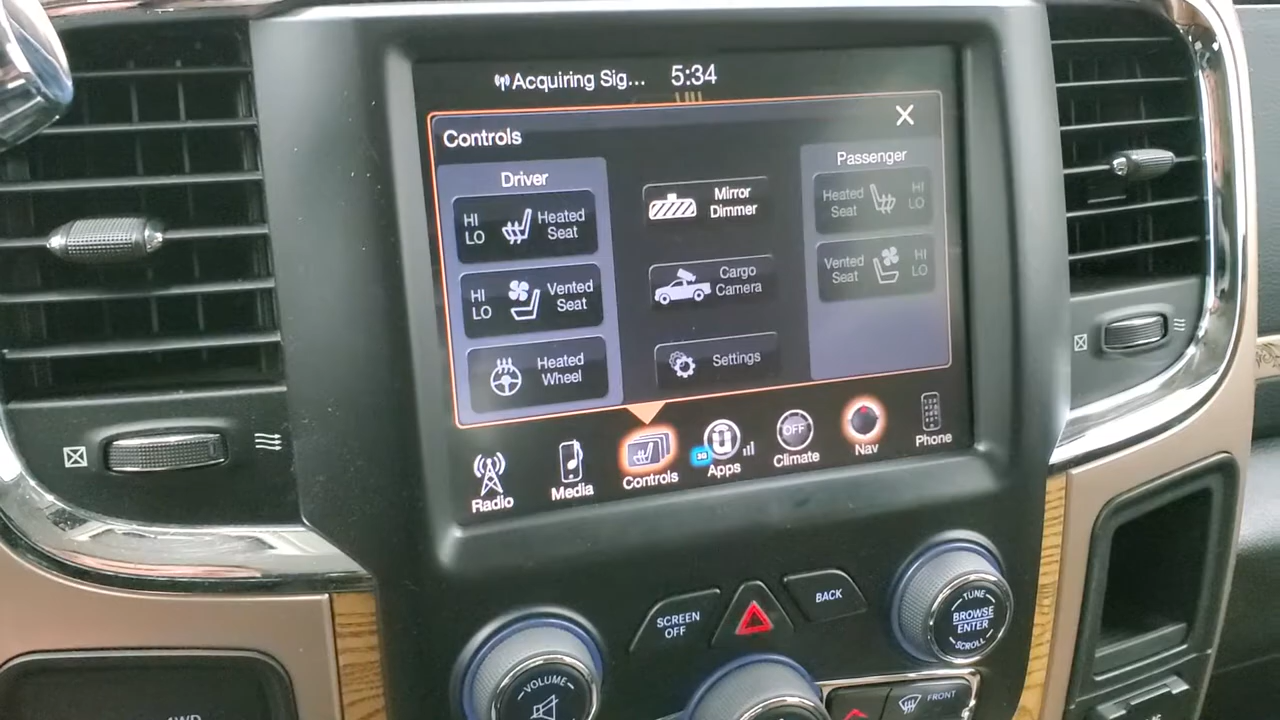 Acquiring Sig...
5:34
Controls
Driver
HI
LO
Heated
Seat
HI
LO
Vented
Seat
Heated
Wheel
Mirror
Dimmer
Cargo
Camera
Settings
Passenger
Heated
Seat
HI
LO
Vented
Seat
HI
LO
Radio
Media
Controls
3G
Apps
OFF
Climate
Nav
Phone
SCREEN
OFF
BACK
TUNE
BROWSE
ENTER
SCROLL
VOLUME
FRONT
4WD